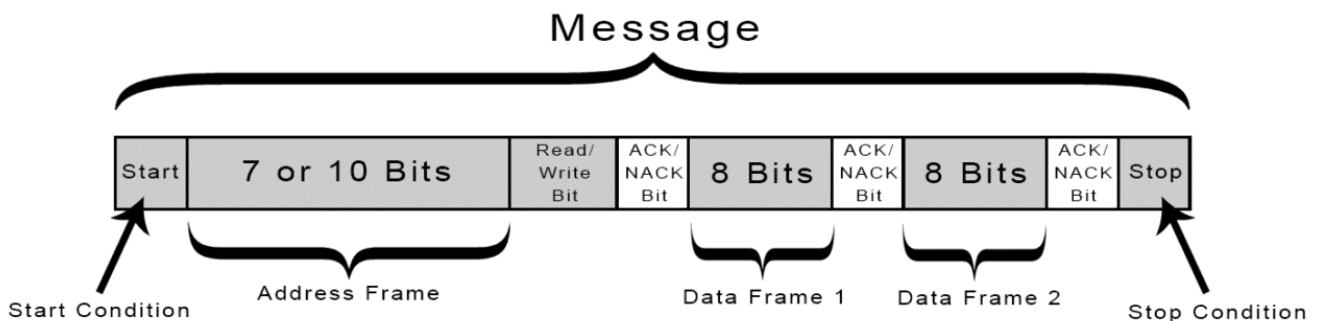 Message
Start
7 or 10 Bits
Read/
Write
Bit
ACK/
NACK
Bit
8 Bits
ACK/
NACK
Bit
8 Bits
ACK/
NACK
Bit
Stop
Start Condition
Address Frame
Data Frame 1
Data Frame 2
Stop Condition